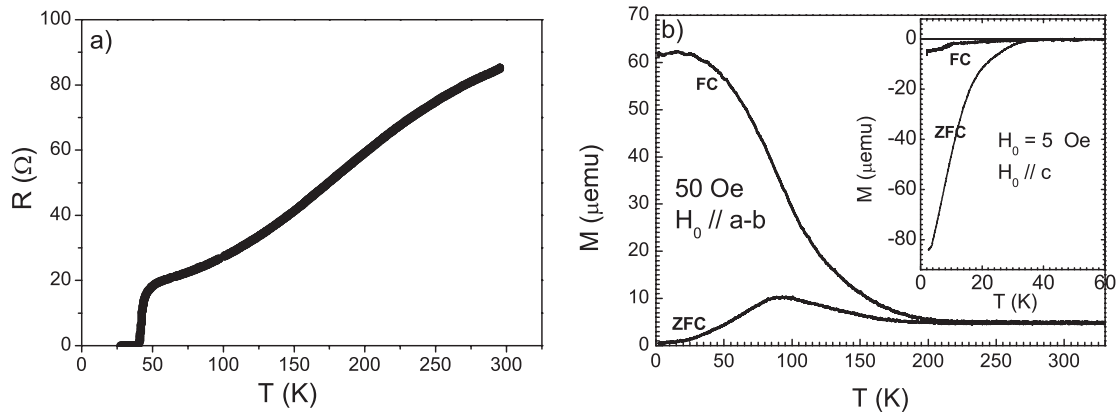 a)
100
80
60
40
20
0
R (Ω)
0 50 100 150 200 250 300
T (K)
b)
70
60
50
40
30
20
10
0
M (μemu)
FC
50 Oe
H₀ // a-b
ZFC
0 50 100 150 200 250 300
T (K)
0
-20
-40
-60
-80
M (μemu)
FC
ZFC
H₀ = 5 Oe
H₀ // c
0 20 40 60
T (K)